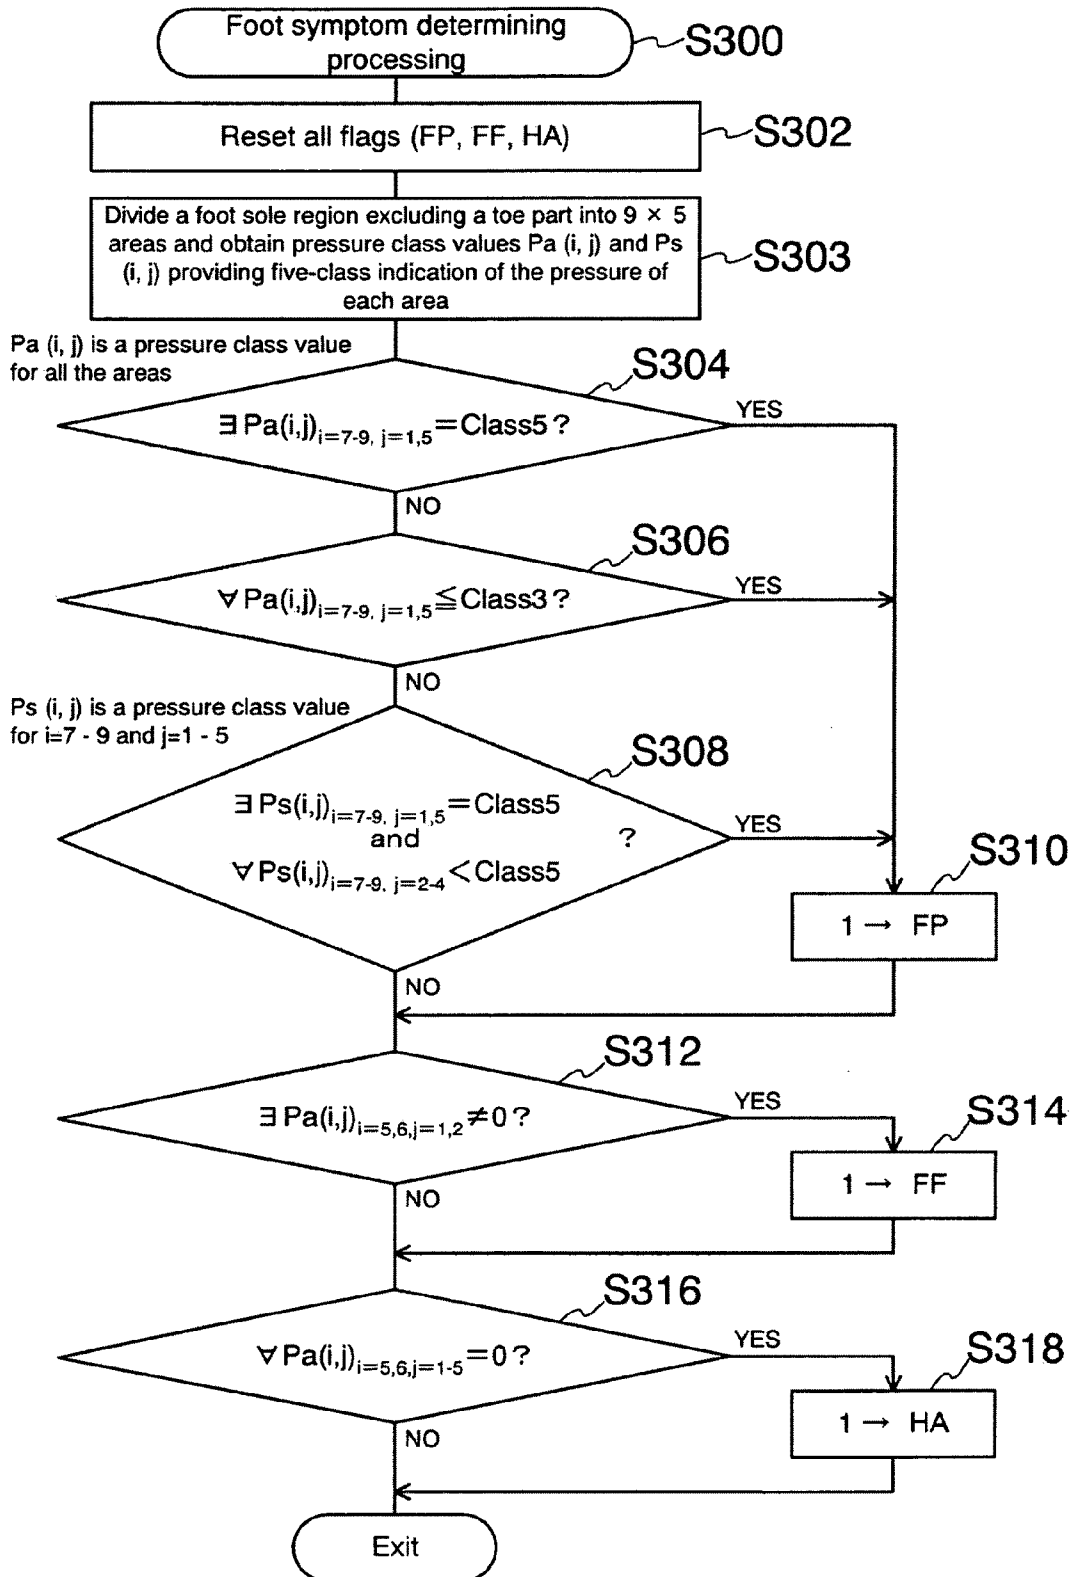 Foot symptom determining
processing
S300
Reset all flags (FP, FF, HA)
S302
Divide a foot sole region excluding a toe part into 9 × 5
areas and obtain pressure class values Pa (i, j) and Ps
(i, j) providing five-class indication of the pressure of
each area
S303
Pa (i, j) is a pressure class value
for all the areas
S304
∃ Pa(i,j)i=7-9, j=1,5 = Class5 ?
YES
NO
S306
∀ Pa(i,j)i=7-9, j=1,5 ≦ Class3 ?
YES
NO
Ps (i, j) is a pressure class value
for i=7 - 9 and j=1 - 5
S308
∃ Ps(i,j)i=7-9, j=1,5 = Class5
and ?
∀ Ps(i,j)i=7-9, j=2-4 < Class5
YES
NO
S310
1 → FP
S312
∃ Pa(i,j)i=5,6,j=1,2 ≠ 0 ?
YES
NO
S314
1 → FF
S316
∀ Pa(i,j)i=5,6,j=1-5 = 0 ?
YES
NO
S318
1 → HA
Exit